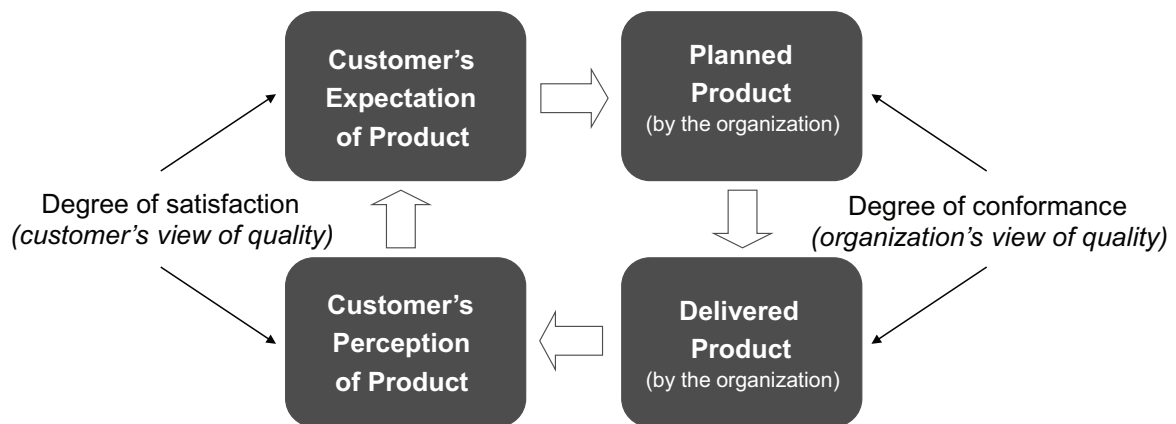 Customer’s
Expectation
of Product
Planned
Product
(by the organization)
Degree of satisfaction
(customer’s view of quality)
Degree of conformance
(organization’s view of quality)
Customer’s
Perception
of Product
Delivered
Product
(by the organization)